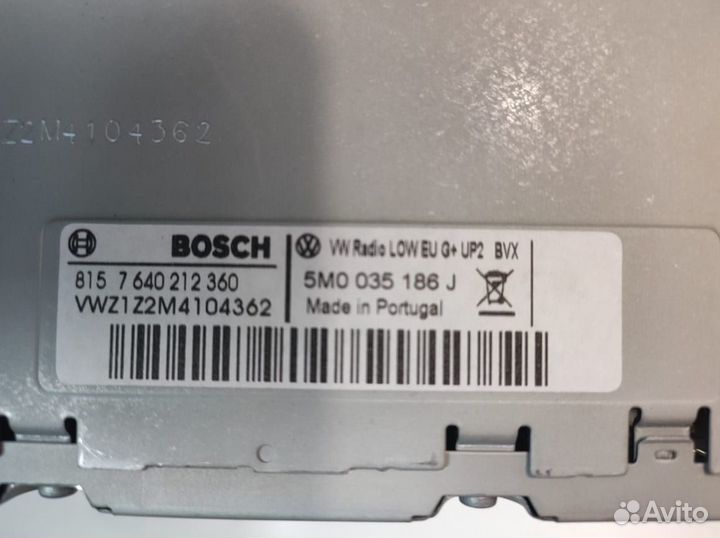 Z2M4104362
BOSCH
815 7 640 212 360
VWZ1Z2M4104362
VW Radio LOW EU G+ UP2 BVX
5M0 035 186 J
Made in Portugal
Avito